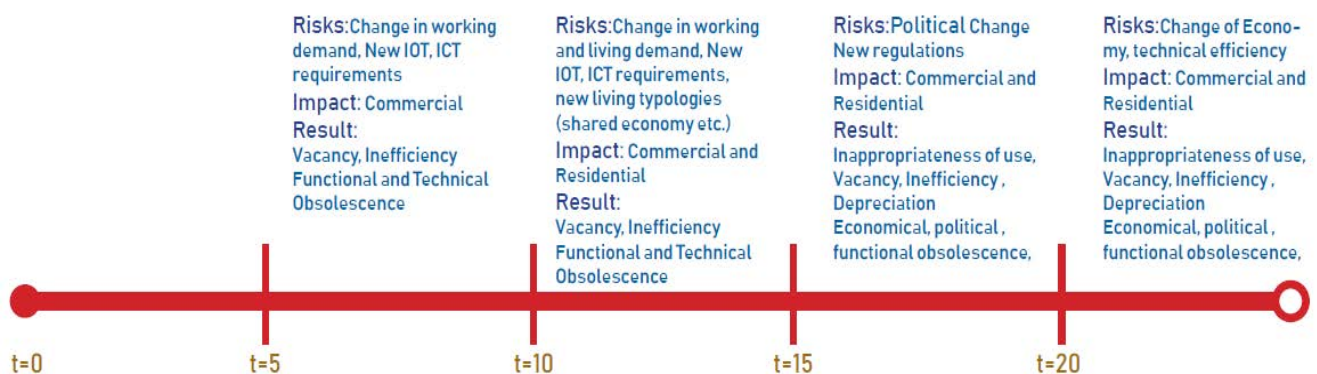 Risks:Change in working
demand, New IOT, ICT
requirements
Impact: Commercial
Result:
Vacancy, Inefficiency
Functional and Technical
Obsolescence
Risks:Change in working
and living demand, New
IOT, ICT requirements,
new living typologies
(shared economy etc.)
Impact: Commercial and
Residential
Result:
Vacancy, Inefficiency
Functional and Technical
Obsolescence
Risks:Political Change
New regulations
Impact: Commercial and
Residential
Result:
Inappropriateness of use,
Vacancy, Inefficiency ,
Depreciation
Economical, political ,
functional obsolescence,
Risks:Change of Econo-
my, technical efficiency
Impact: Commercial and
Residential
Result:
Inappropriateness of use,
Vacancy, Inefficiency ,
Depreciation
Economical, political ,
functional obsolescence,
t=0
t=5
t=10
t=15
t=20